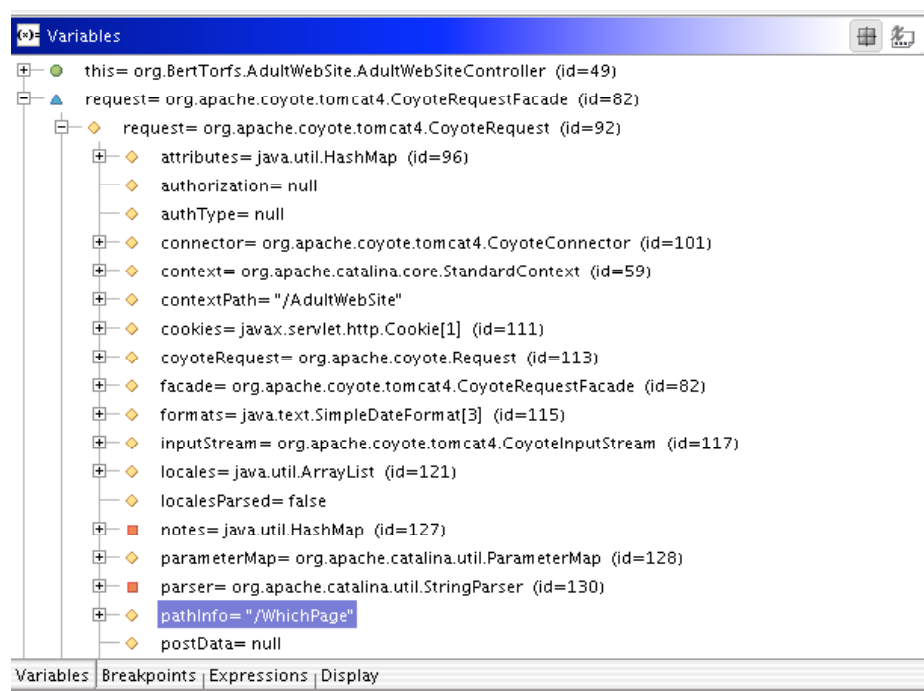 (x)= Variables
this= org.BertTorfs.AdultWebSite.AdultWebSiteController (id=49)
request= org.apache.coyote.tomcat4.CoyoteRequestFacade (id=82)
request= org.apache.coyote.tomcat4.CoyoteRequest (id=92)
attributes= java.util.HashMap (id=96)
authorization= null
authType= null
connector= org.apache.coyote.tomcat4.CoyoteConnector (id=101)
context= org.apache.catalina.core.StandardContext (id=59)
contextPath= "/AdultWebSite"
cookies= javax.servlet.http.Cookie[1] (id=111)
coyoteRequest= org.apache.coyote.Request (id=113)
facade= org.apache.coyote.tomcat4.CoyoteRequestFacade (id=82)
formats= java.text.SimpleDateFormat[3] (id=115)
inputStream= org.apache.coyote.tomcat4.CoyoteInputStream (id=117)
locales= java.util.ArrayList (id=121)
localesParsed= false
notes= java.util.HashMap (id=127)
parameterMap= org.apache.catalina.util.ParameterMap (id=128)
parser= org.apache.catalina.util.StringParser (id=130)
pathInfo= "/WhichPage"
postData= null
Variables Breakpoints Expressions Display